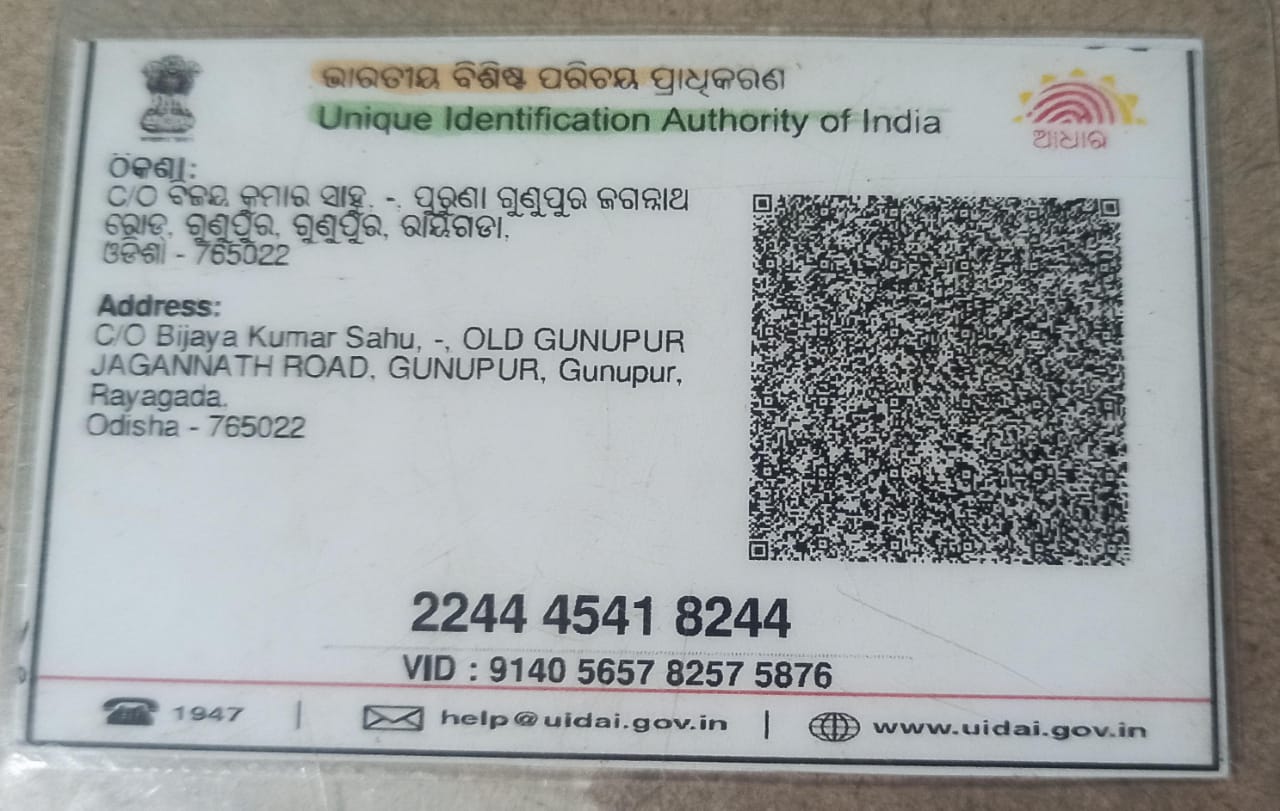 ଭାରତୀୟ ବିଶିଷ୍ଟ ପରିଚୟ ପ୍ରାଧିକରଣ
Unique Identification Authority of India
ଆଧାର
ଠିକଣା:
C/O ବିଜୟ କୁମାର ସାହୁ, -, ପୁରୁଣା ଗୁଣୁପୁର ଜଗନ୍ନାଥ
ରୋଡ, ଗୁଣୁପୁର, ଗୁଣୁପୁର, ରାୟଗଡା,
ଓଡିଶା - 765022
Address:
C/O Bijaya Kumar Sahu, -, OLD GUNUPUR
JAGANNATH ROAD, GUNUPUR, Gunupur,
Rayagada,
Odisha - 765022
2244 4541 8244
VID : 9140 5657 8257 5876
1947 | help@uidai.gov.in | www.uidai.gov.in